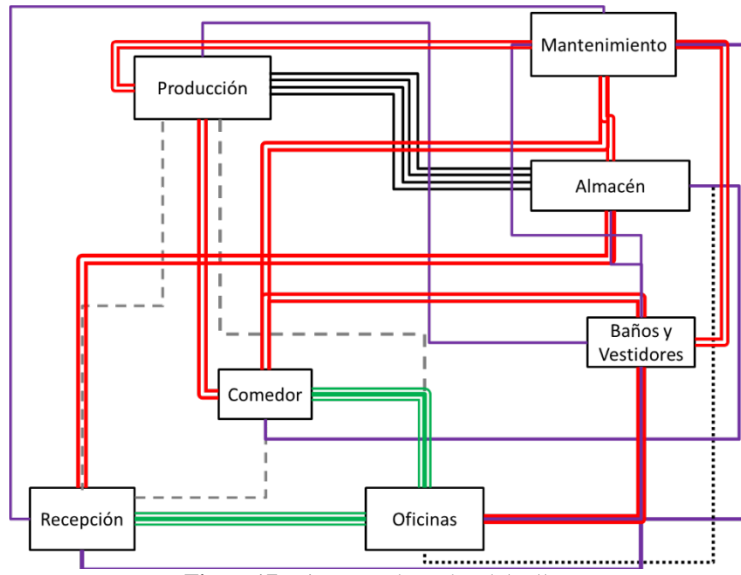 Mantenimiento
Producción
Almacén
Baños y
Vestidores
Comedor
Recepción
Oficinas